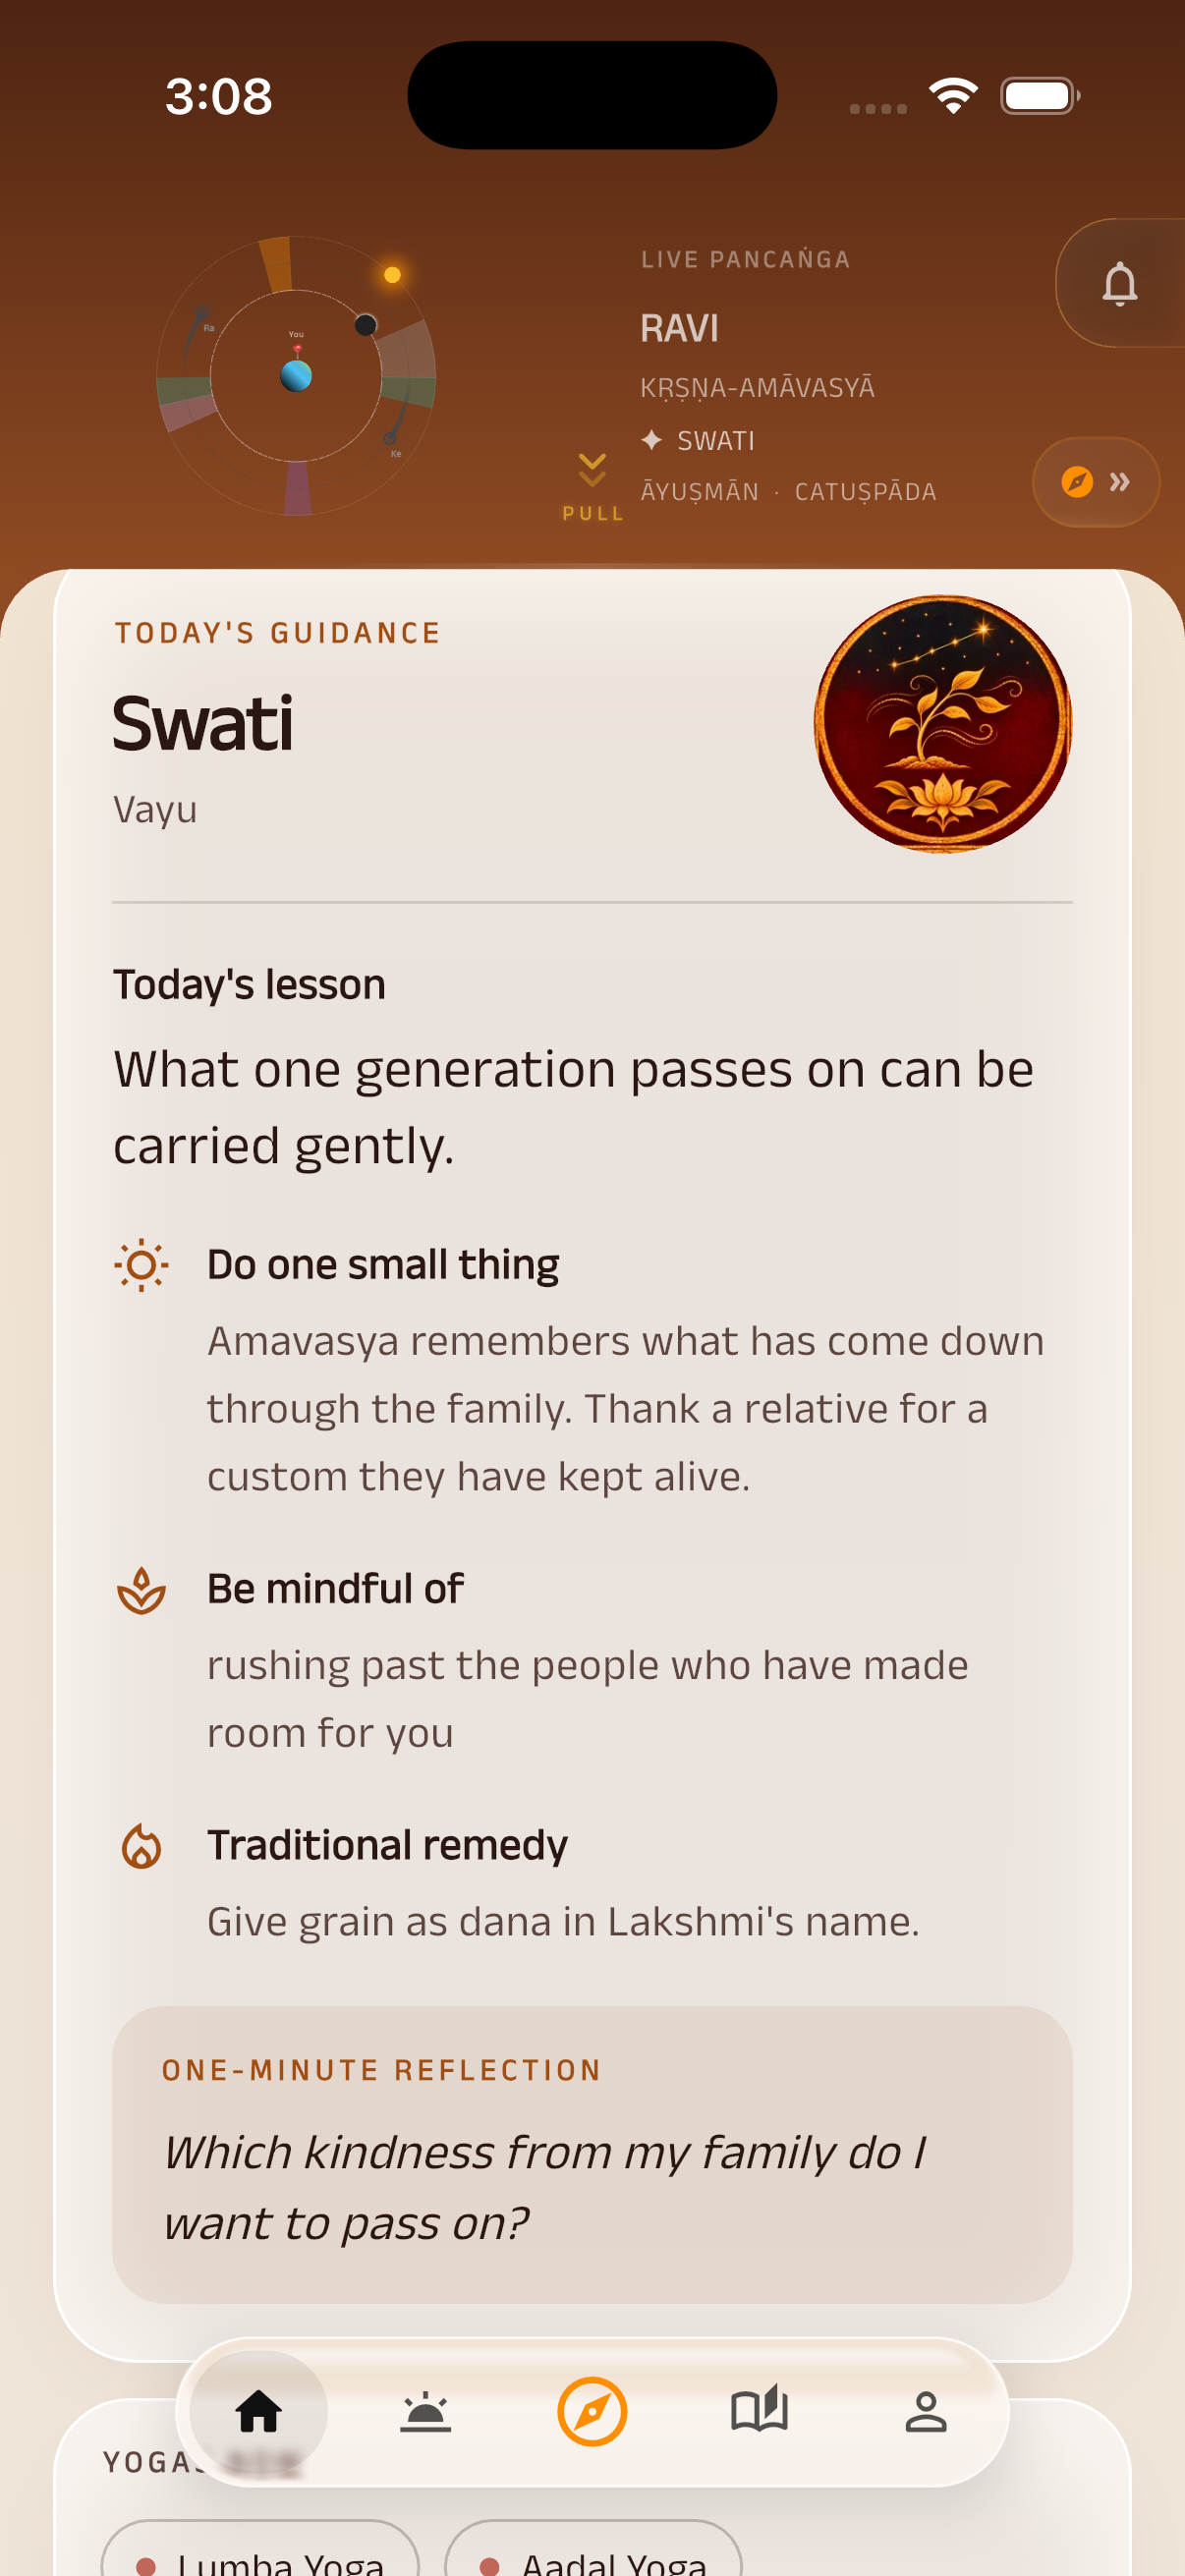 3:08
LIVE PANCAṄGA
RAVI
KṚṢṆA-AMĀVASYĀ
SWATI
ĀYUṢMĀN · CATUṢPĀDA
PULL
You
Ra
Ke
TODAY'S GUIDANCE
Swati
Vayu
Today's lesson
What one generation passes on can be
carried gently.
Do one small thing
Amavasya remembers what has come down
through the family. Thank a relative for a
custom they have kept alive.
Be mindful of
rushing past the people who have made
room for you
Traditional remedy
Give grain as dana in Lakshmi's name.
ONE-MINUTE REFLECTION
Which kindness from my family do I
want to pass on?
Lumba Yoga
Aadal Yoga